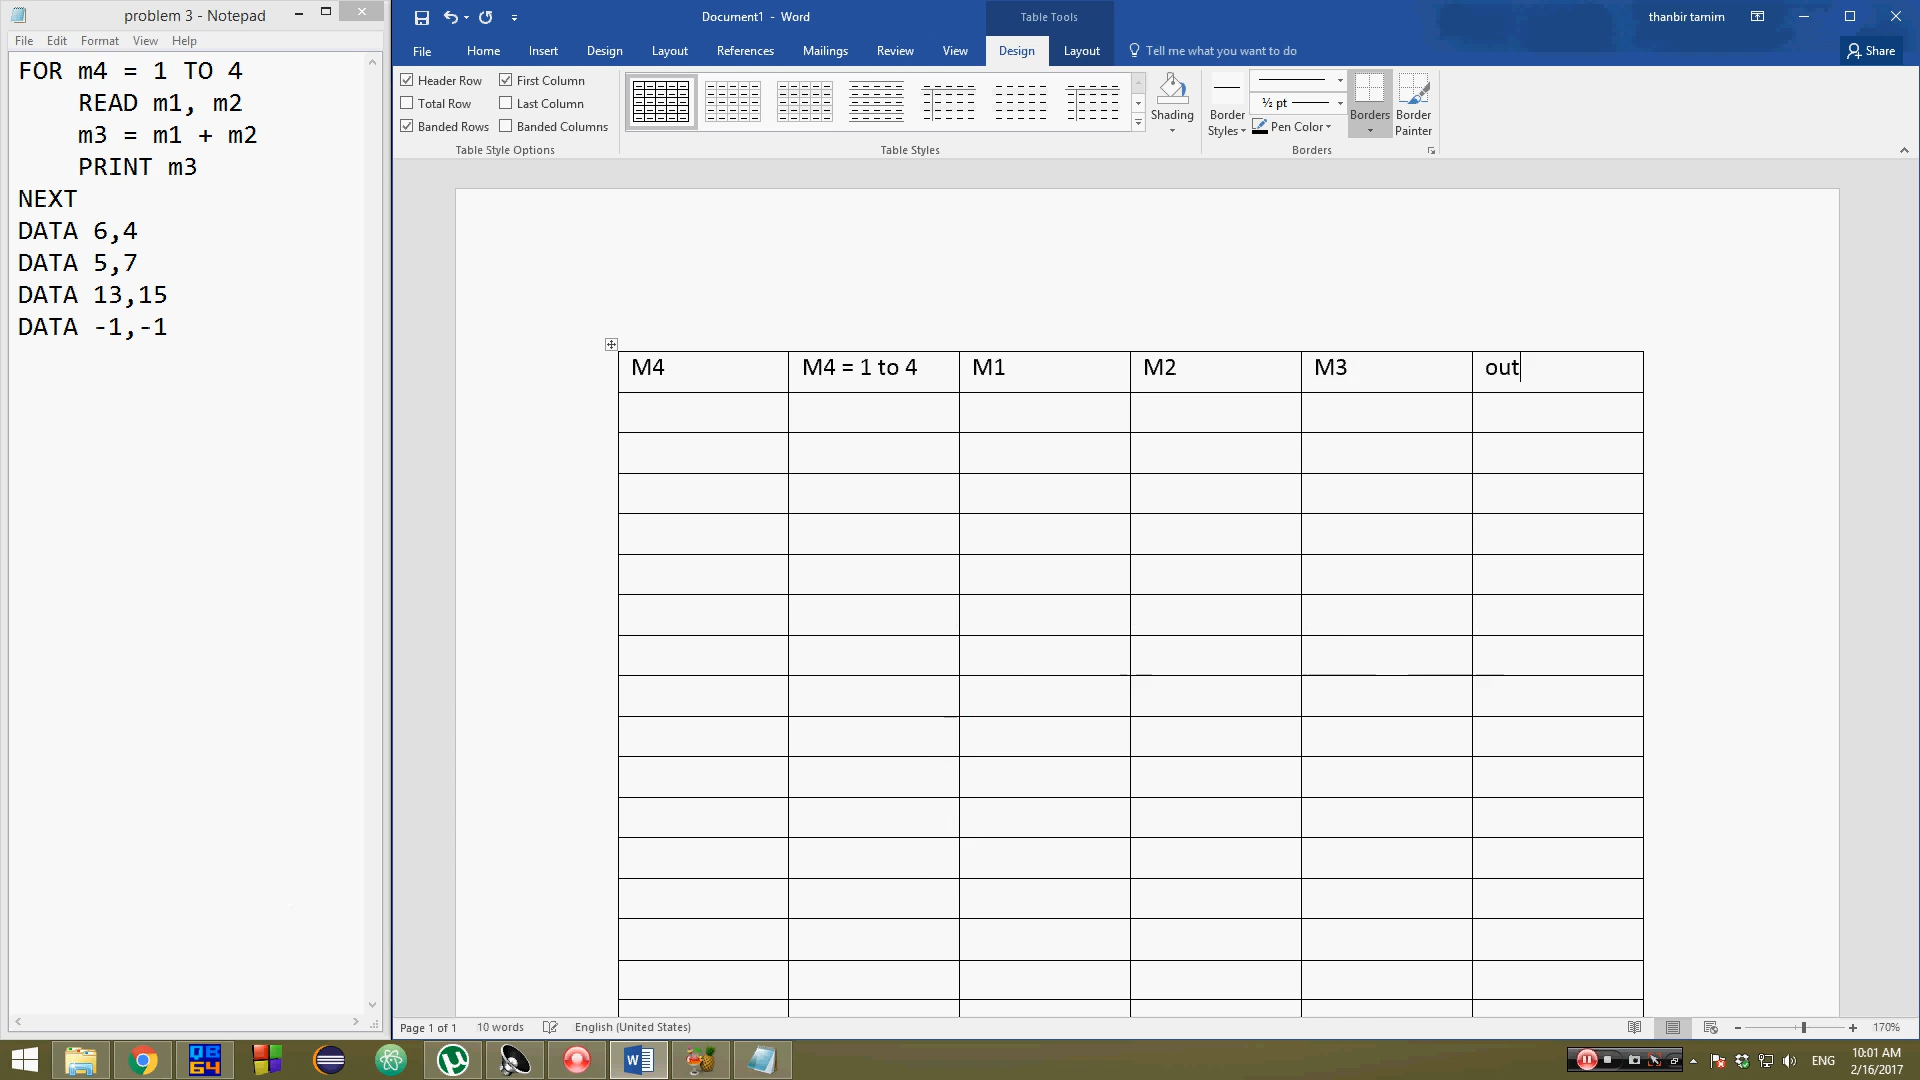 problem 3 - Notepad
File Edit Format View Help
FOR m4 = 1 TO 4
READ m1, m2
m3 = m1 + m2
PRINT m3
NEXT
DATA 6,4
DATA 5,7
DATA 13,15
DATA -1,-1
Document1 - Word
Table Tools
thanbir tamim
File Home Insert Design Layout References Mailings Review View Design Layout Tell me what you want to do Share
Header Row First Column
Total Row Last Column
Banded Rows Banded Columns
Table Style Options
Table Styles
Shading
Border Styles
½ pt
Pen Color
Borders
Border Painter
Borders
M4 M4 = 1 to 4 M1 M2 M3 out
Page 1 of 1 10 words English (United States) 170%
QB 64
ENG
10:01 AM
2/16/2017